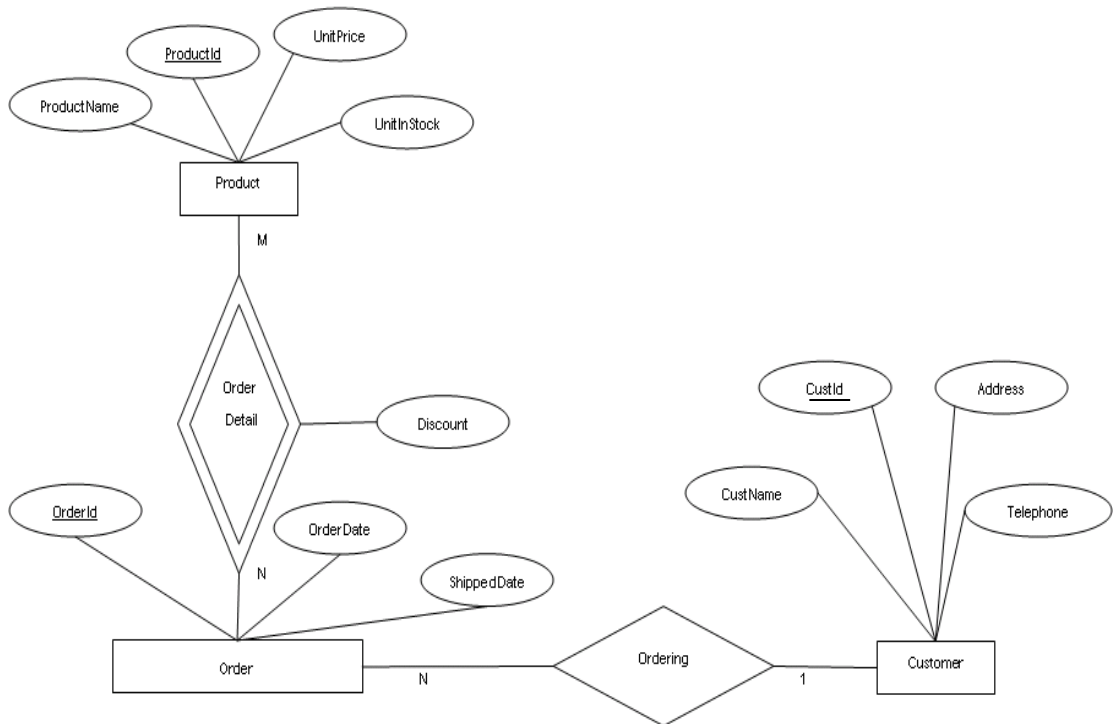 UnitPrice
ProductId
ProductName
UnitInStock
Product
M
Order
Detail
Discount
CustId
Address
CustName
Telephone
OrderId
OrderDate
N
ShippedDate
Order
N
Ordering
1
Customer